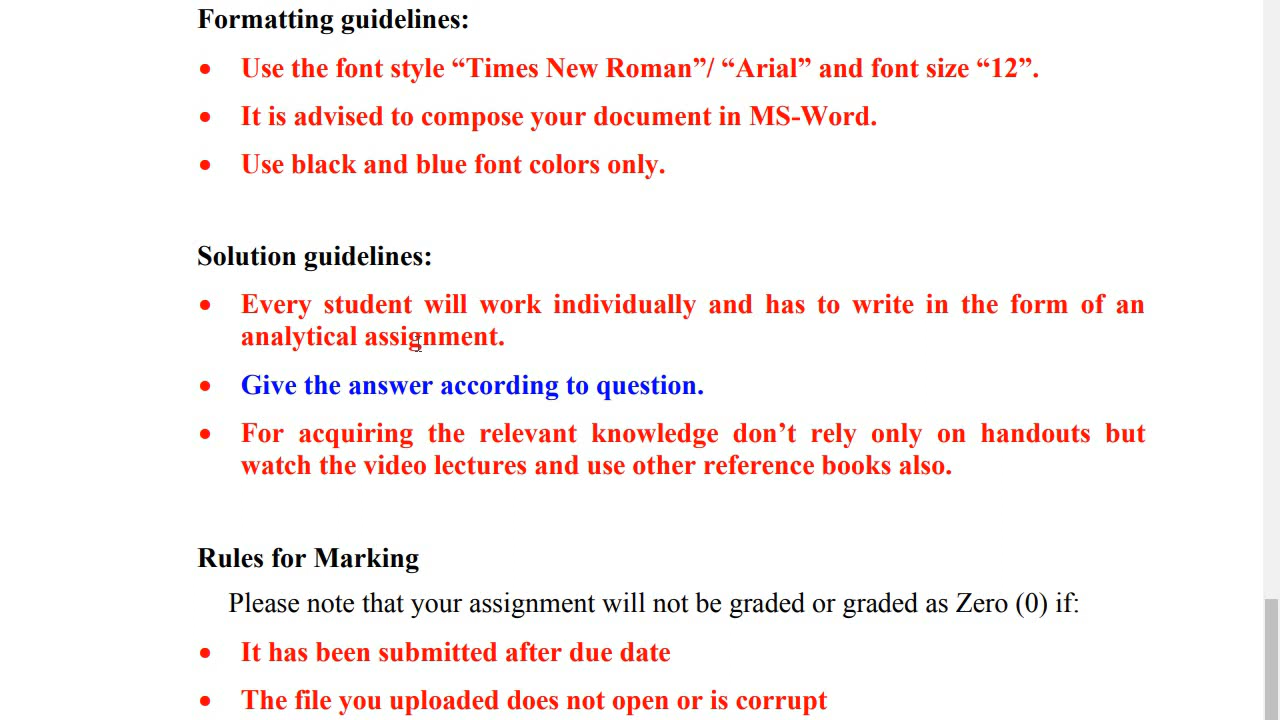 Formatting guidelines:
• Use the font style “Times New Roman”/ “Arial” and font size “12”.
• It is advised to compose your document in MS-Word.
• Use black and blue font colors only.
Solution guidelines:
• Every student will work individually and has to write in the form of an
analytical assignment.
• Give the answer according to question.
• For acquiring the relevant knowledge don’t rely only on handouts but
watch the video lectures and use other reference books also.
Rules for Marking
Please note that your assignment will not be graded or graded as Zero (0) if:
• It has been submitted after due date
• The file you uploaded does not open or is corrupt